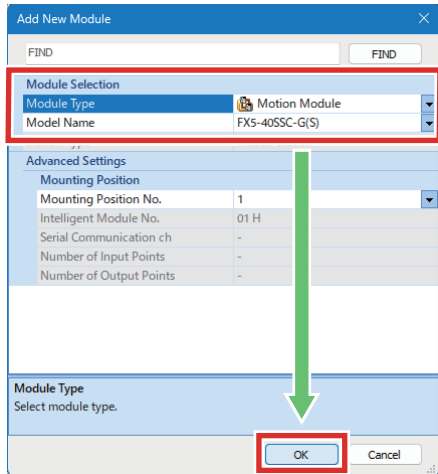 Add New Module
FIND FIND
Module Selection
Module Type Motion Module
Model Name FX5-40SSC-G(S)
Advanced Settings
Mounting Position
Mounting Position No. 1
Intelligent Module No. 01 H
Serial Communication ch -
Number of Input Points -
Number of Output Points -
Module Type
Select module type.
OK Cancel